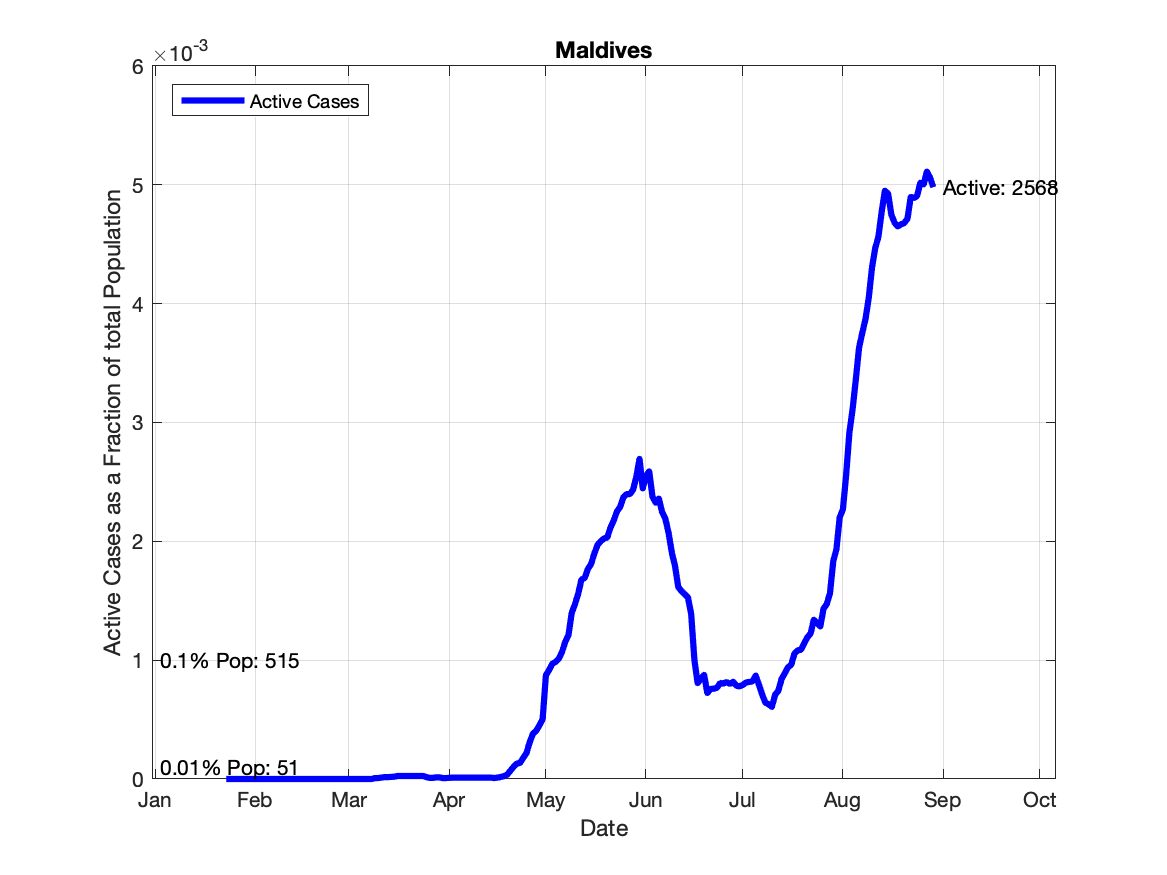 Maldives
×10-3
6
Active Cases
5
Active: 2568
4
3
2
1
0.1% Pop: 515
0.01% Pop: 51
0
Jan Feb Mar Apr May Jun Jul Aug Sep Oct
Date
Active Cases as a Fraction of total Population